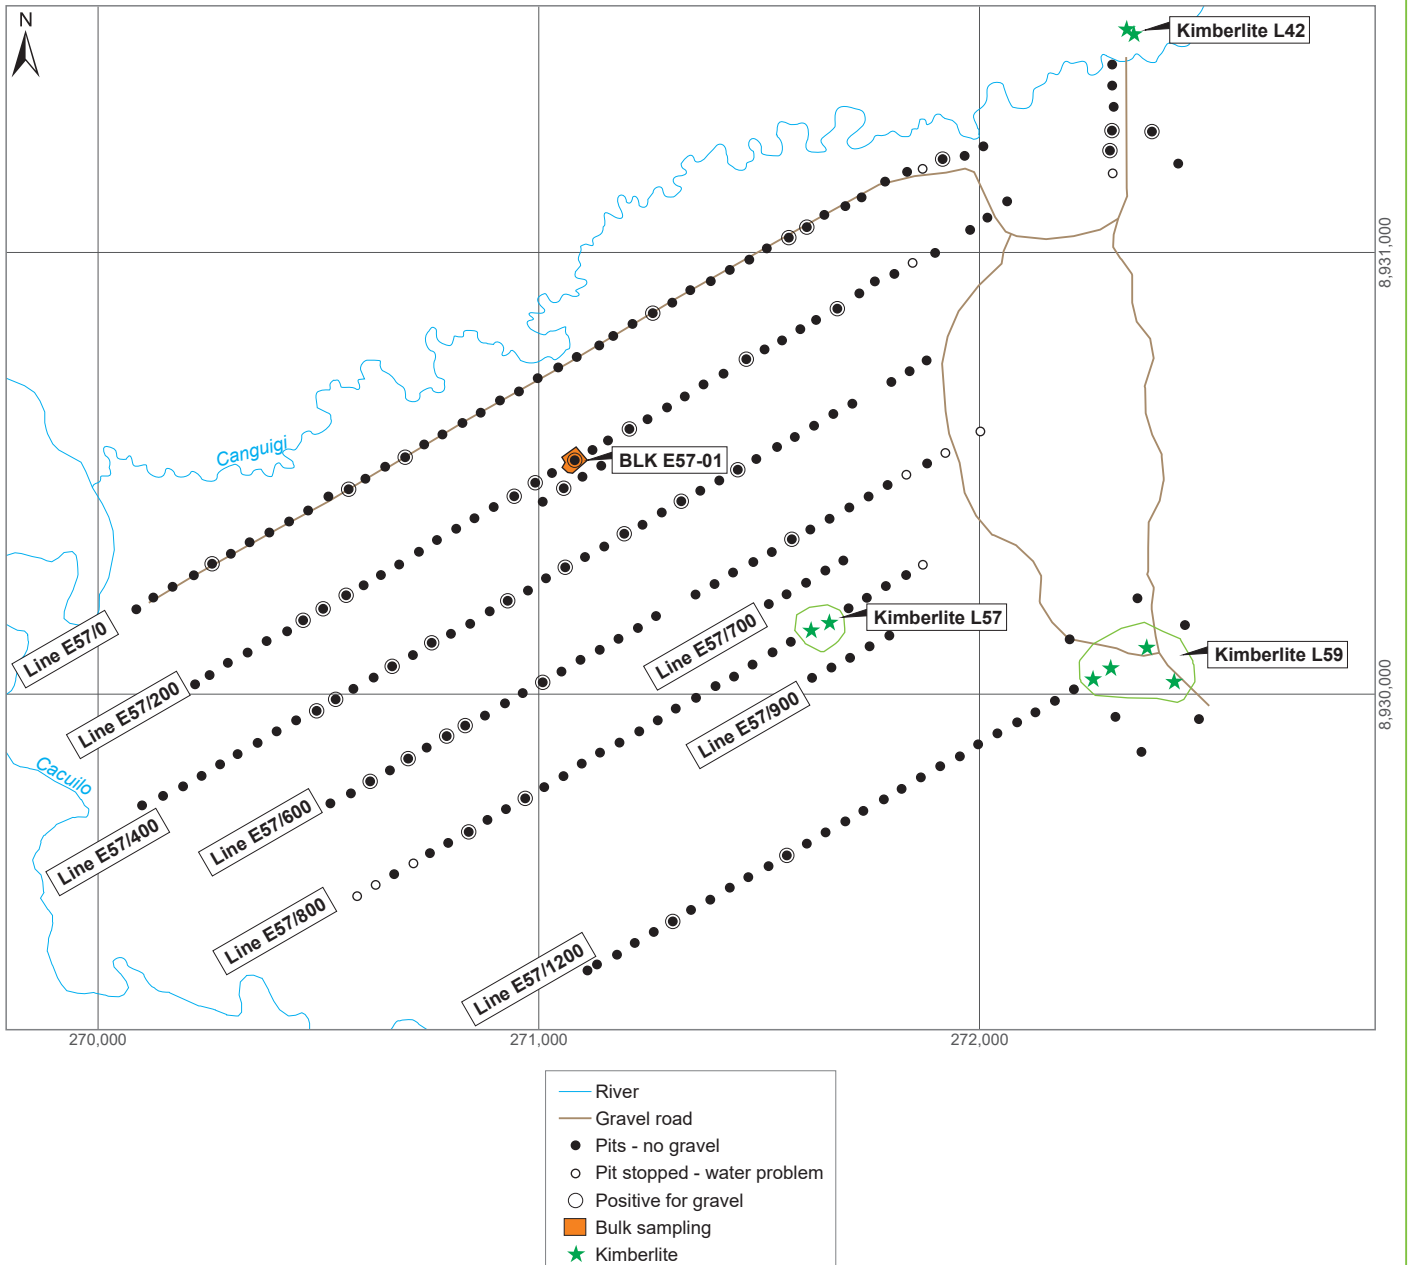 N
Kimberlite L42
8,931,000
Canguigi
BLK E57-01
Line E57/0
Line E57/200
Line E57/700
Kimberlite L57
Kimberlite L59
8,930,000
Line E57/900
Cacuilo
Line E57/400
Line E57/600
Line E57/800
Line E57/1200
270,000
271,000
272,000
River
Gravel road
Pits - no gravel
Pit stopped - water problem
Positive for gravel
Bulk sampling
Kimberlite